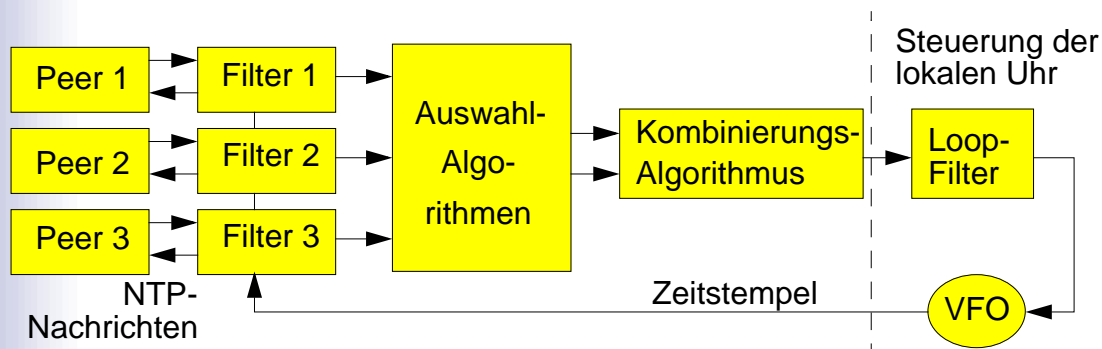 Peer 1
Filter 1
Peer 2
Filter 2
Peer 3
Filter 3
NTP-
Nachrichten
Auswahl-
Algo-
rithmen
Kombinierungs-
Algorithmus
Steuerung der
lokalen Uhr
Loop-
Filter
Zeitstempel
VFO